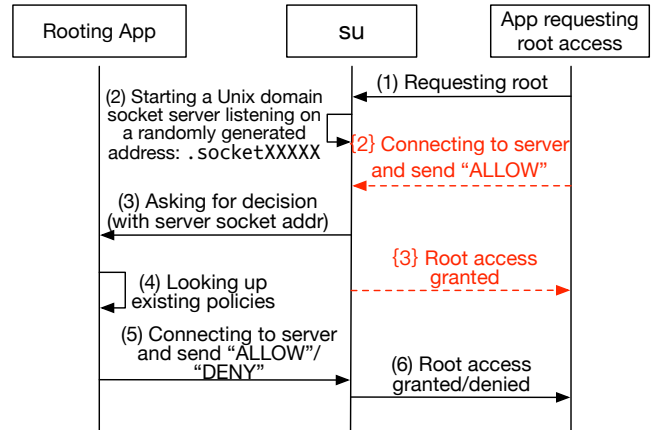 Rooting App
su
App requesting
root access
(1) Requesting root
(2) Starting a Unix domain
socket server listening on
a randomly generated
address: .socketXXXXX
{2} Connecting to server
and send “ALLOW”
(3) Asking for decision
(with server socket addr)
{3} Root access
granted
(4) Looking up
existing policies
(5) Connecting to server
and send “ALLOW”/
“DENY”
(6) Root access
granted/denied